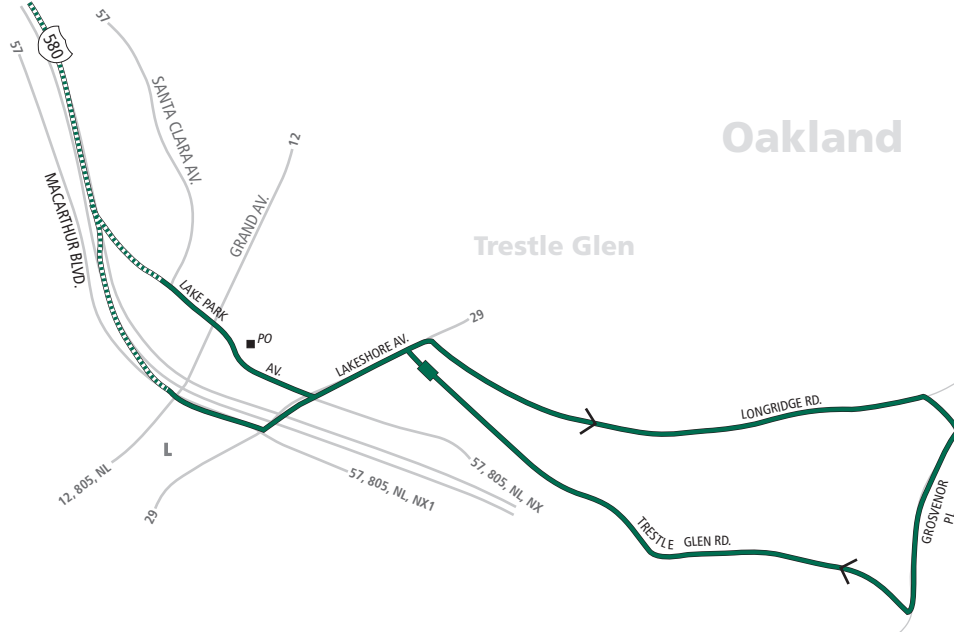 57
57
580
SANTA CLARA AV.
12
Oakland
GRAND AV.
MACARTHUR BLVD.
Trestle Glen
LAKE PARK
AV.
PO
29
LAKESHORE AV.
LONGRIDGE RD.
L
12, 805, NL
29
57, 805, NL, NX1
57, 805, NL, NX
TRESTLE GLEN RD.
GROSVENOR
PL